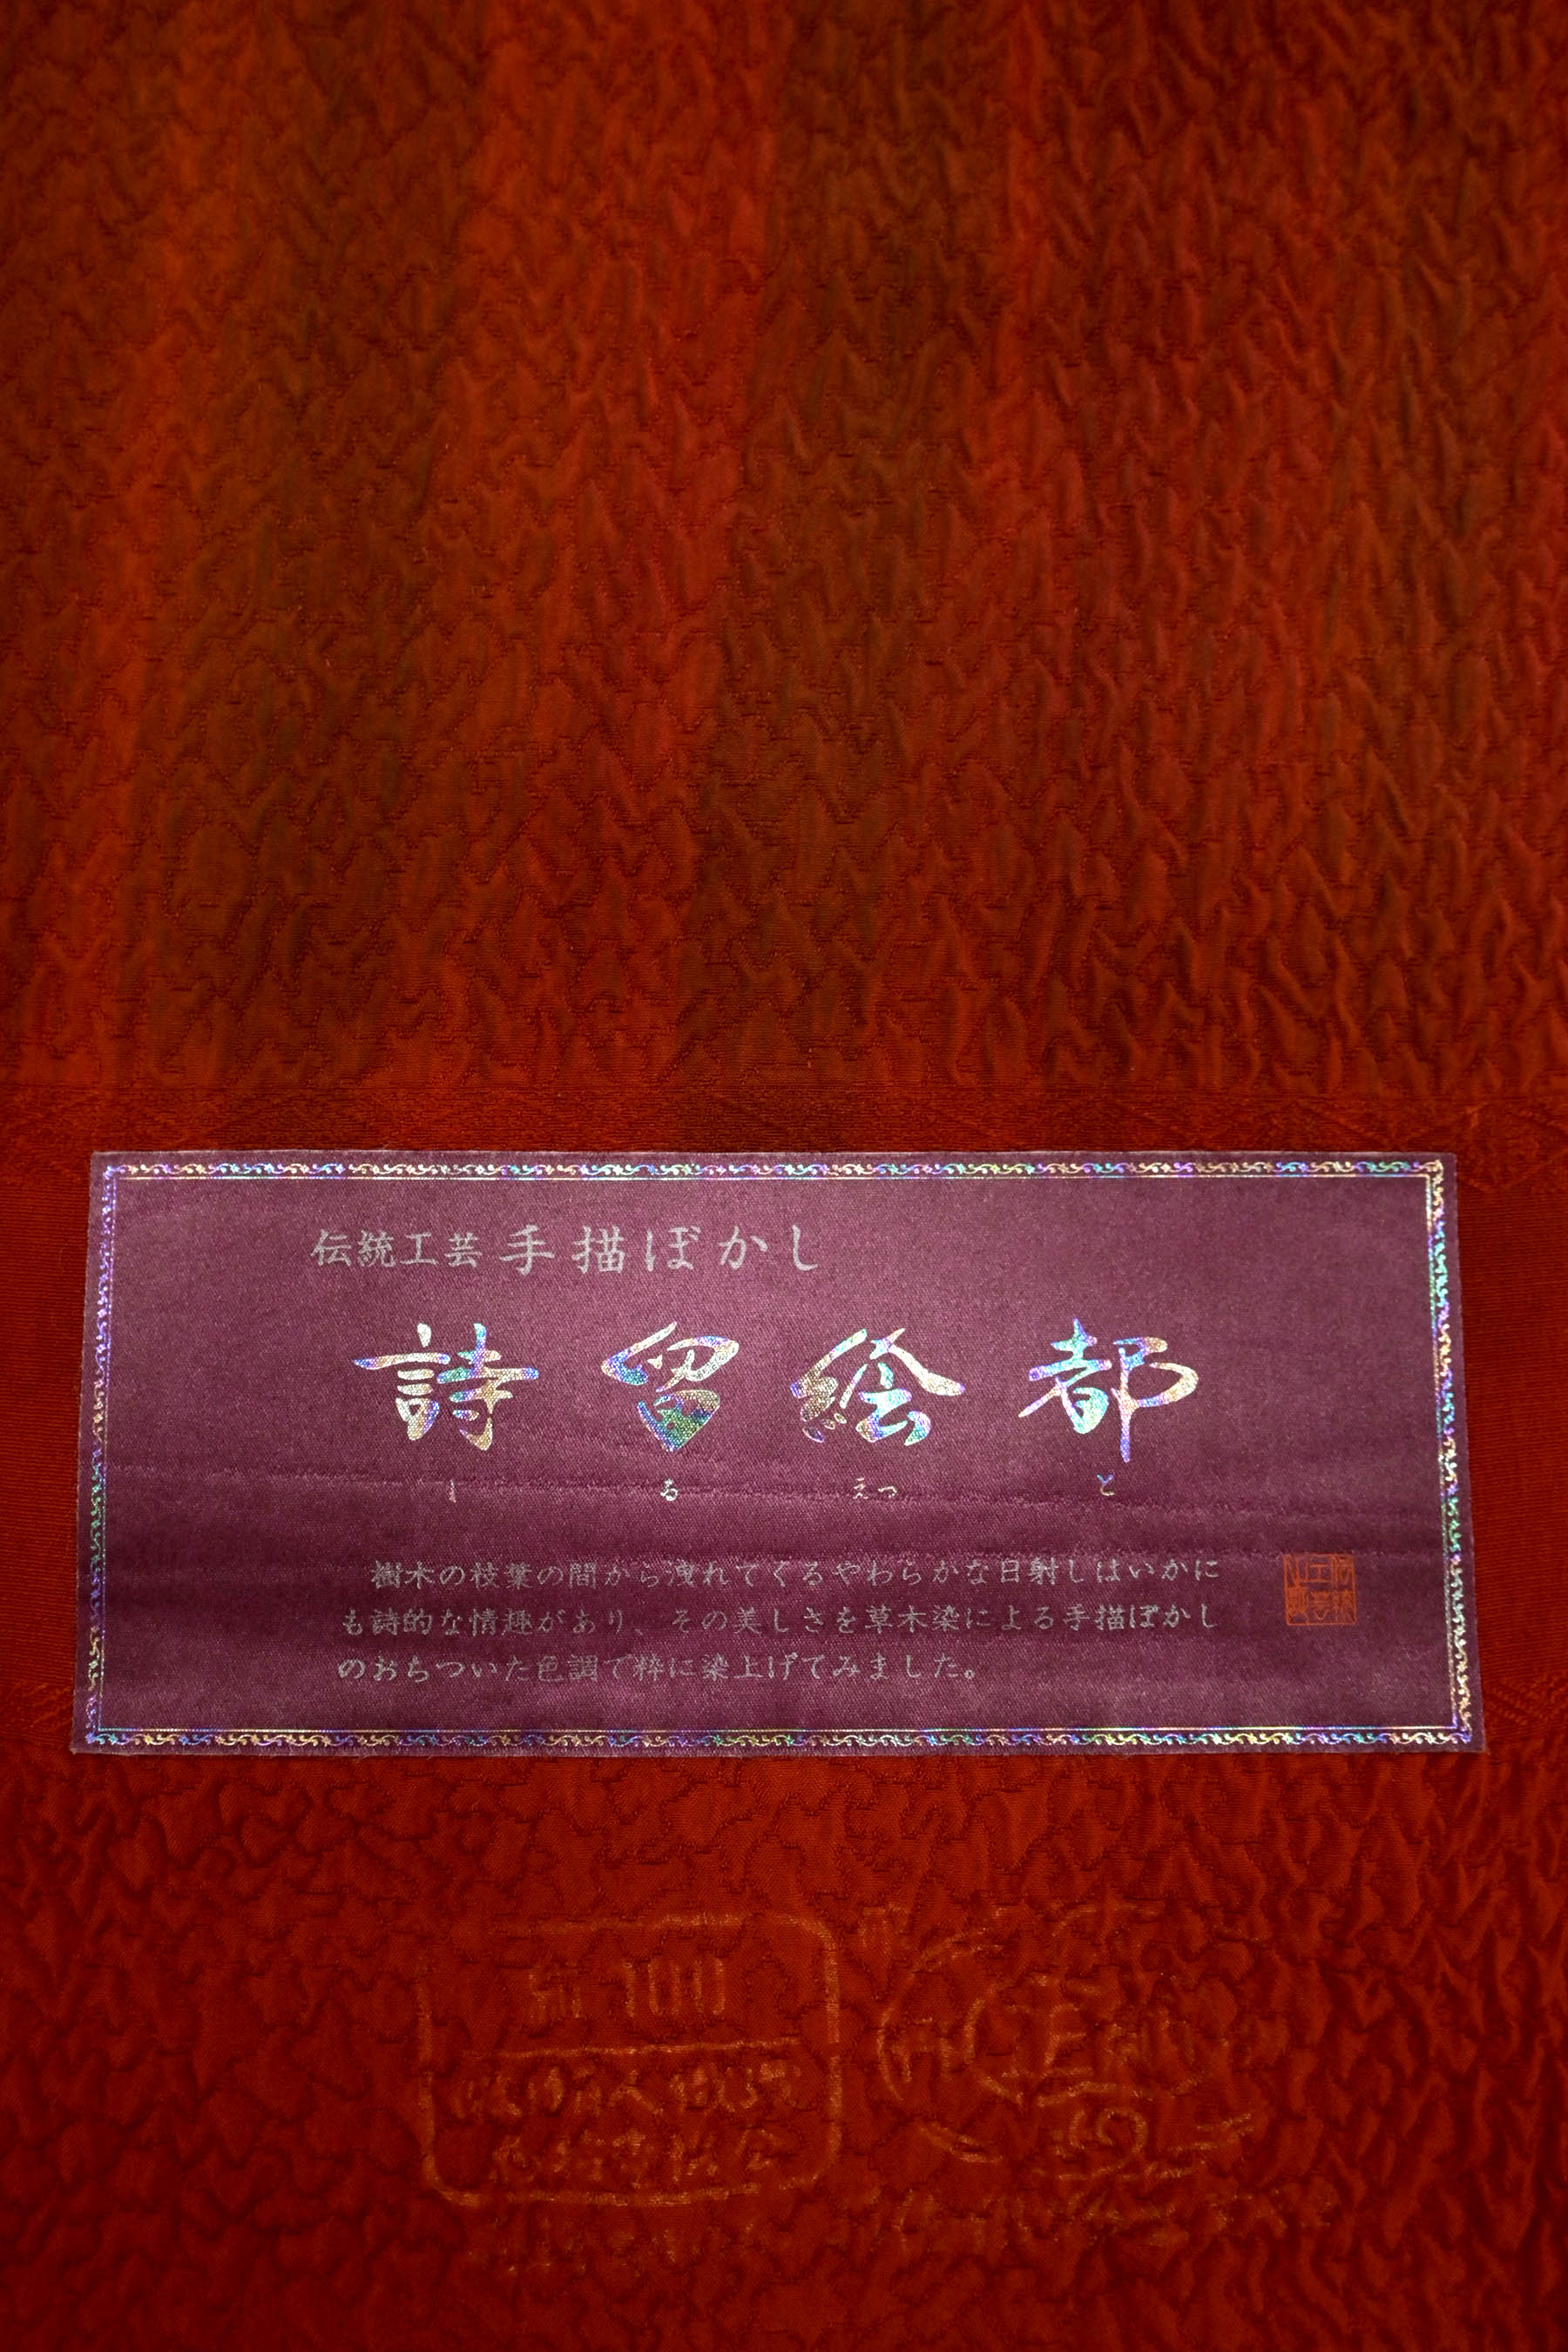 伝統工芸 手描ぼかし
詩留絵都
し る えつ と
樹木の枝葉の間から洩れてくるやわらかな日射しはいかに
も詩的な情趣があり、その美しさを草木染による手描ぼかし
のおちついた色調で粋に染上げてみました。